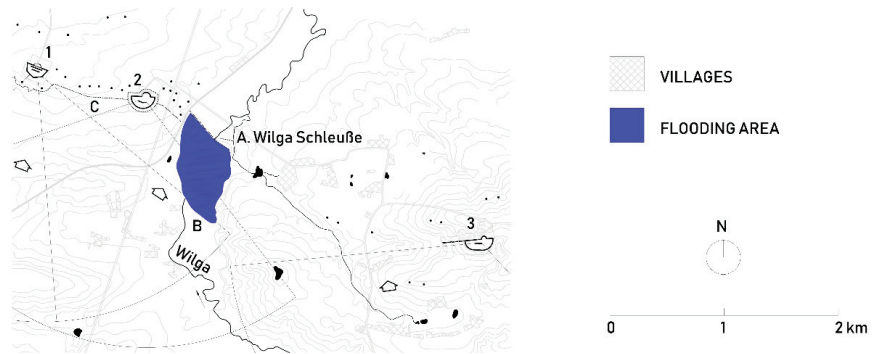 1
2
C
A. Wilga Schleuße
B
Wilga
3
VILLAGES
FLOODING AREA
N
0 1 2 km